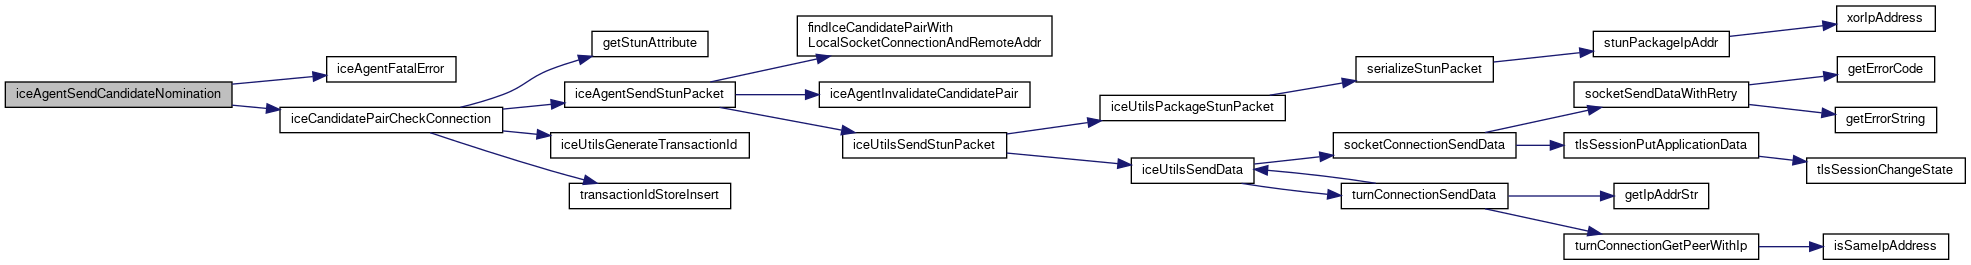 iceAgentSendCandidateNomination
iceAgentFatalError
iceCandidatePairCheckConnection
getStunAttribute
iceAgentSendStunPacket
iceUtilsGenerateTransactionId
transactionIdStoreInsert
findIceCandidatePairWith
LocalSocketConnectionAndRemoteAddr
iceAgentInvalidateCandidatePair
iceUtilsSendStunPacket
iceUtilsPackageStunPacket
iceUtilsSendData
serializeStunPacket
socketConnectionSendData
turnConnectionSendData
stunPackageIpAddr
socketSendDataWithRetry
tlsSessionPutApplicationData
getIpAddrStr
turnConnectionGetPeerWithIp
xorIpAddress
getErrorCode
getErrorString
tlsSessionChangeState
isSameIpAddress